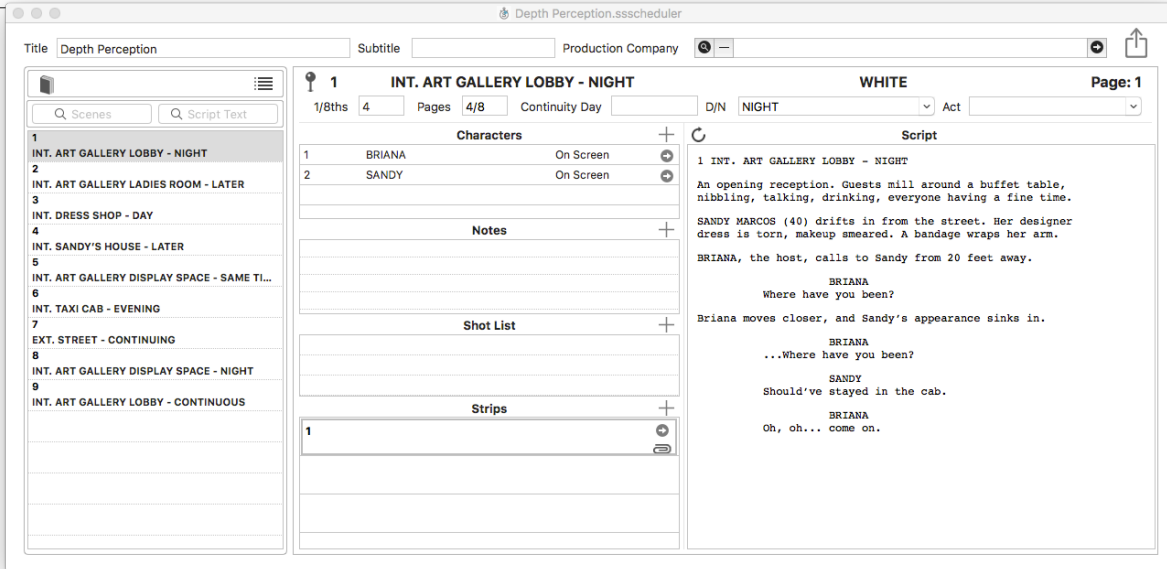 Depth Perception.ssscheduler
Title Depth Perception Subtitle Production Company
1 INT. ART GALLERY LOBBY - NIGHT WHITE Page: 1
1/8ths 4 Pages 4/8 Continuity Day D/N NIGHT Act
Scenes Script Text
1
INT. ART GALLERY LOBBY - NIGHT
2
INT. ART GALLERY LADIES ROOM - LATER
3
INT. DRESS SHOP - DAY
4
INT. SANDY'S HOUSE - LATER
5
INT. ART GALLERY DISPLAY SPACE - SAME TI...
6
INT. TAXI CAB - EVENING
7
EXT. STREET - CONTINUING
8
INT. ART GALLERY DISPLAY SPACE - NIGHT
9
INT. ART GALLERY LOBBY - CONTINUOUS
Characters
1 BRIANA On Screen
2 SANDY On Screen
Notes
Shot List
Strips
1
Script
1 INT. ART GALLERY LOBBY - NIGHT
An opening reception. Guests mill around a buffet table,
nibbling, talking, drinking, everyone having a fine time.
SANDY MARCOS (40) drifts in from the street. Her designer
dress is torn, makeup smeared. A bandage wraps her arm.
BRIANA, the host, calls to Sandy from 20 feet away.
BRIANA
Where have you been?
Briana moves closer, and Sandy's appearance sinks in.
BRIANA
...Where have you been?
SANDY
Should've stayed in the cab.
BRIANA
Oh, oh... come on.